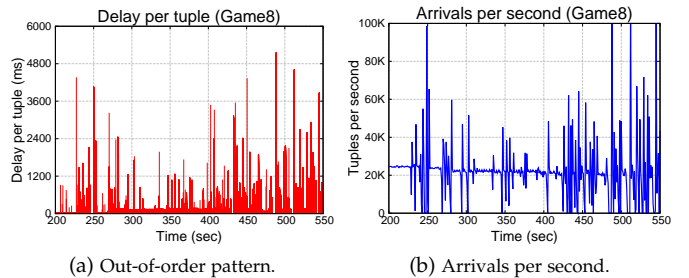 Delay per tuple (Game8)
Delay per tuple (ms)
6000
4800
3600
2400
1200
0
200 250 300 350 400 450 500 550
Time (sec)
(a) Out-of-order pattern.
Arrivals per second (Game8)
Tuples per second
100K
80K
60K
40K
20K
0
200 250 300 350 400 450 500 550
Time (sec)
(b) Arrivals per second.